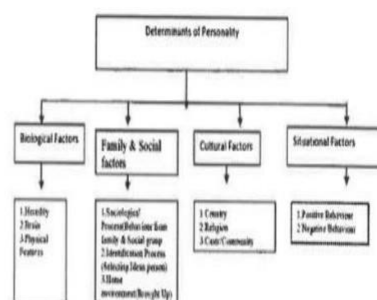 Determinants of Personality
Biological Factors
Family & Social
factors
Cultural Factors
Situational Factors
1.Heredity
2.Brain
3.Physical
Features
1.Sociological
Process(Behaviour from
family & Social group
2.Identification Process
(Selecting Ideas person)
3.Home
environment(Brought Up)
1.Country
2.Religion
3.Caste/Community
1.Positive Behaviour
2.Negative Behaviour